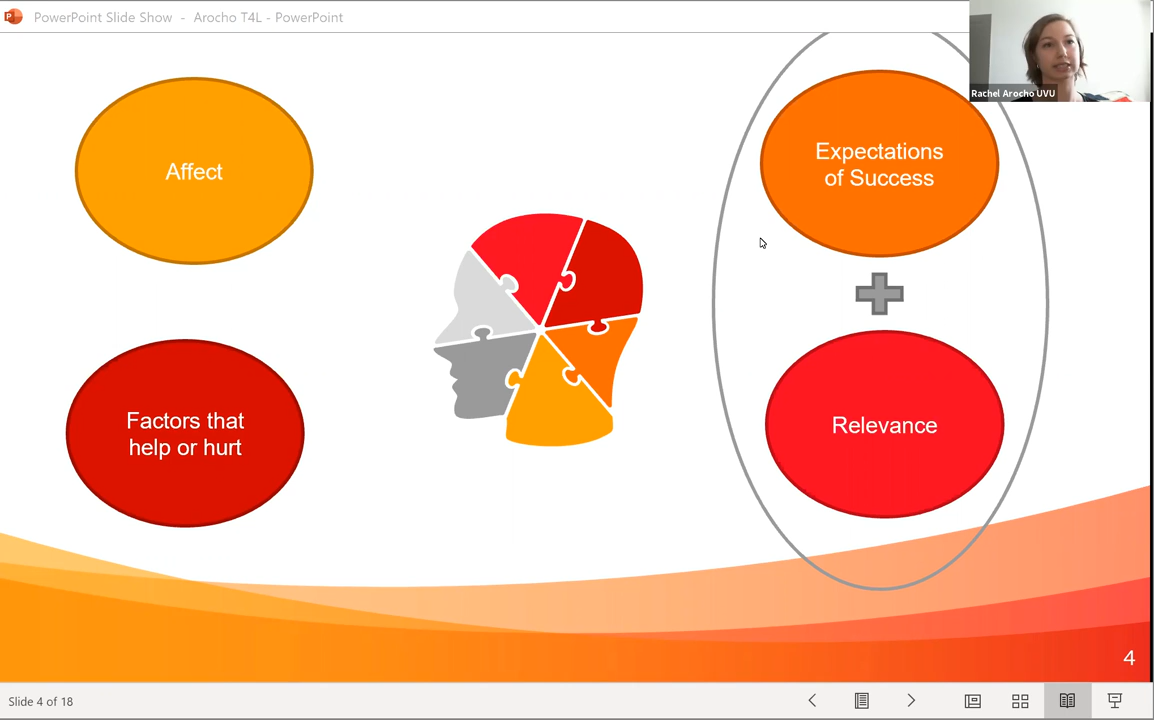 PowerPoint Slide Show - Arocho T4L - PowerPoint
Rachel Arocho UVU
Affect
Expectations
of Success
Factors that
help or hurt
Relevance
4
Slide 4 of 18